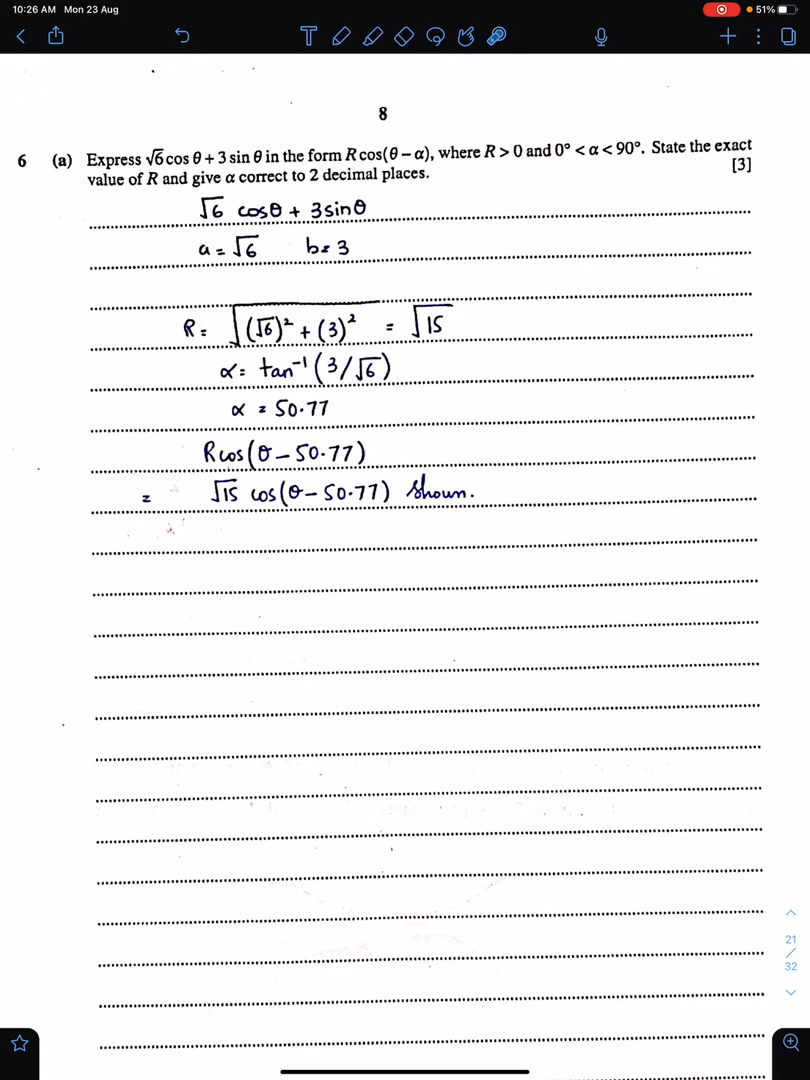 10:26 AM Mon 23 Aug
51%
8
6 (a) Express √6 cos θ + 3 sin θ in the form R cos(θ − α), where R > 0 and 0° < α < 90°. State the exact
value of R and give α correct to 2 decimal places. [3]
√6 cosθ + 3sinθ
a = √6 b = 3
R = √((√6)² + (3)²) = √15
α = tan⁻¹(3/√6)
α = 50.77
Rcos(θ − 50.77)
= √15 cos(θ − 50.77) Shown.
21
/
32